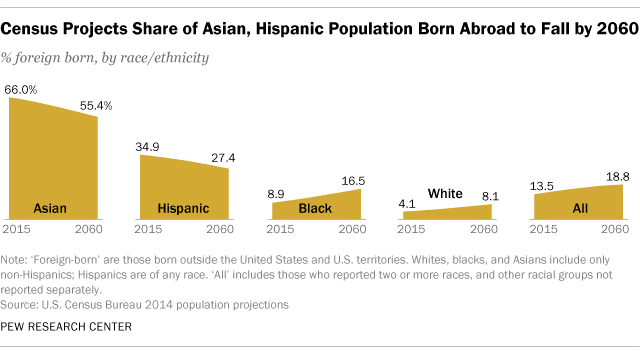 Census Projects Share of Asian, Hispanic Population Born Abroad to Fall by 2060
% foreign born, by race/ethnicity
66.0%
55.4%
Asian
2015 2060
34.9
27.4
Hispanic
2015 2060
8.9
16.5
Black
2015 2060
4.1
White
8.1
2015 2060
13.5
18.8
All
2015 2060
Note: ‘Foreign-born’ are those born outside the United States and U.S. territories. Whites, blacks, and Asians include only
non-Hispanics; Hispanics are of any race. ‘All’ includes those who reported two or more races, and other racial groups not
reported separately.
Source: U.S. Census Bureau 2014 population projections
PEW RESEARCH CENTER